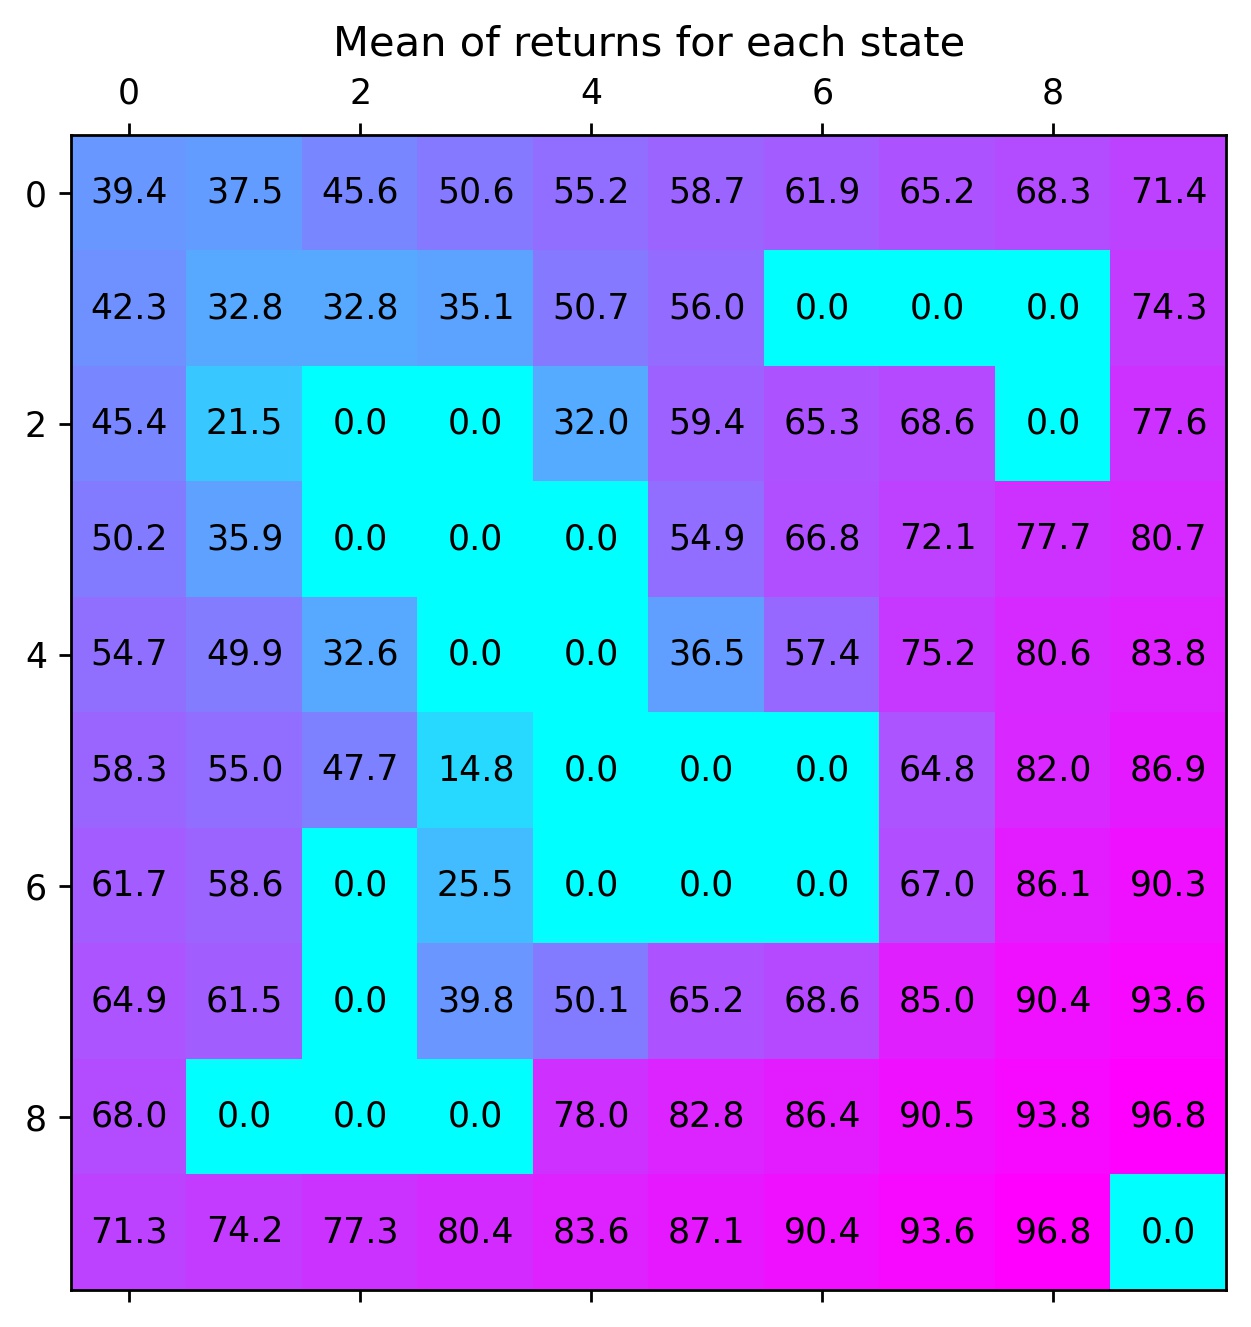 Mean of returns for each state
0 2 4 6 8
0 39.4 37.5 45.6 50.6 55.2 58.7 61.9 65.2 68.3 71.4
42.3 32.8 32.8 35.1 50.7 56.0 0.0 0.0 0.0 74.3
2 45.4 21.5 0.0 0.0 32.0 59.4 65.3 68.6 0.0 77.6
50.2 35.9 0.0 0.0 0.0 54.9 66.8 72.1 77.7 80.7
4 54.7 49.9 32.6 0.0 0.0 36.5 57.4 75.2 80.6 83.8
58.3 55.0 47.7 14.8 0.0 0.0 0.0 64.8 82.0 86.9
6 61.7 58.6 0.0 25.5 0.0 0.0 0.0 67.0 86.1 90.3
64.9 61.5 0.0 39.8 50.1 65.2 68.6 85.0 90.4 93.6
8 68.0 0.0 0.0 0.0 78.0 82.8 86.4 90.5 93.8 96.8
71.3 74.2 77.3 80.4 83.6 87.1 90.4 93.6 96.8 0.0